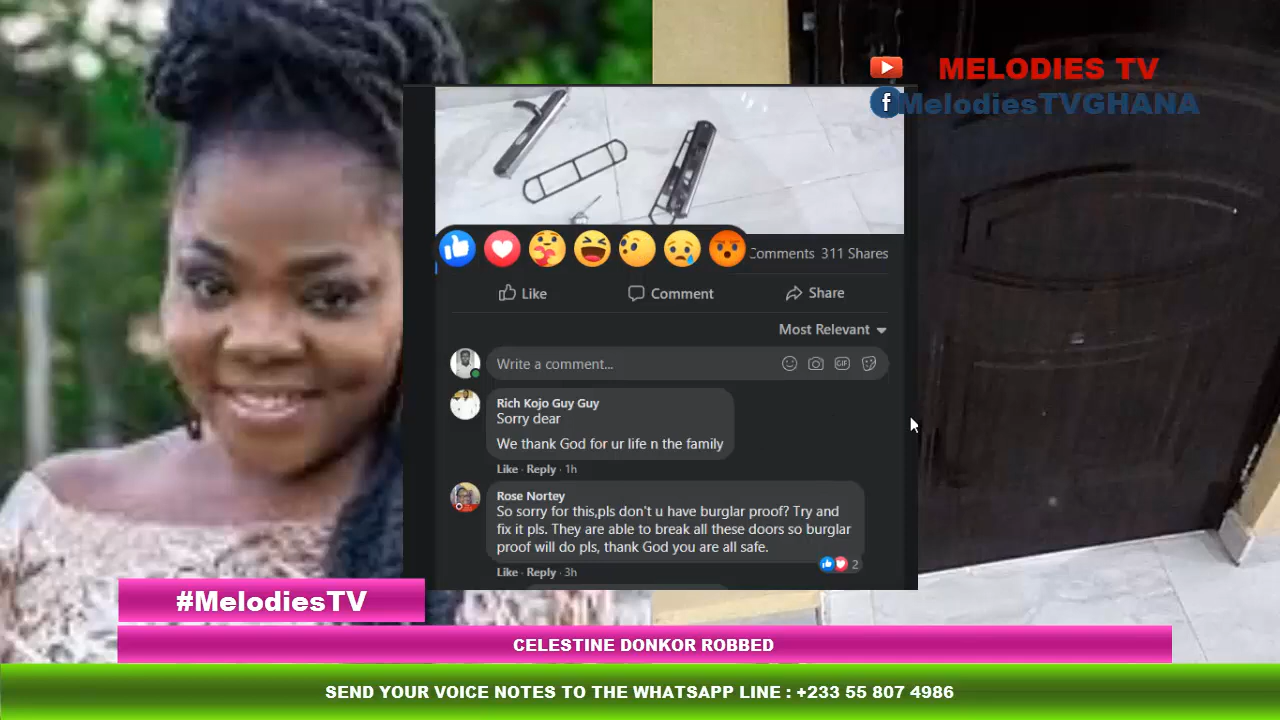 MELODIES TV
MelodiesTVGHANA
Comments 311 Shares
Like Comment Share
Most Relevant
Write a comment...
GIF
Rich Kojo Guy Guy
Sorry dear
We thank God for ur life n the family
Like · Reply · 1h
Rose Nortey
So sorry for this,pls don't u have burglar proof? Try and
fix it pls. They are able to break all these doors so burglar
proof will do pls, thank God you are all safe.
2
Like · Reply · 3h
#MelodiesTV
CELESTINE DONKOR ROBBED
SEND YOUR VOICE NOTES TO THE WHATSAPP LINE : +233 55 807 4986